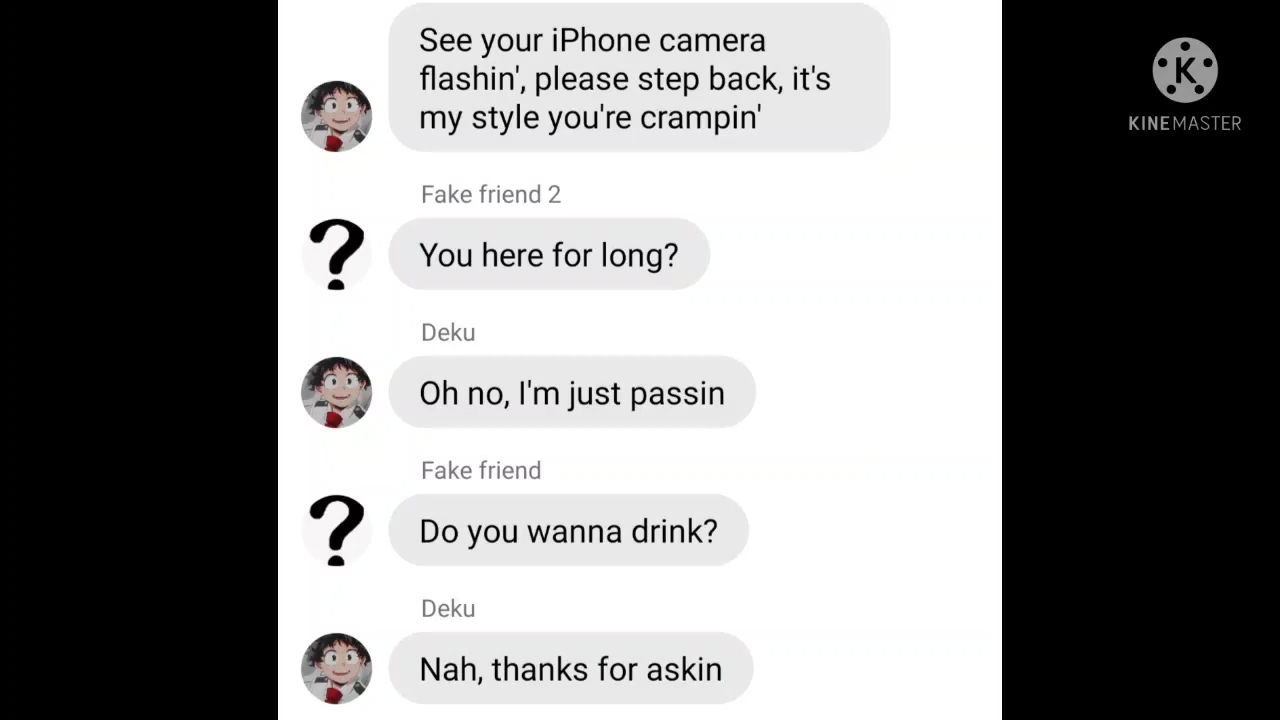 See your iPhone camera
flashin', please step back, it's
my style you're crampin'
Fake friend 2
You here for long?
Deku
Oh no, I'm just passin
Fake friend
Do you wanna drink?
Deku
Nah, thanks for askin
K
KINEMASTER